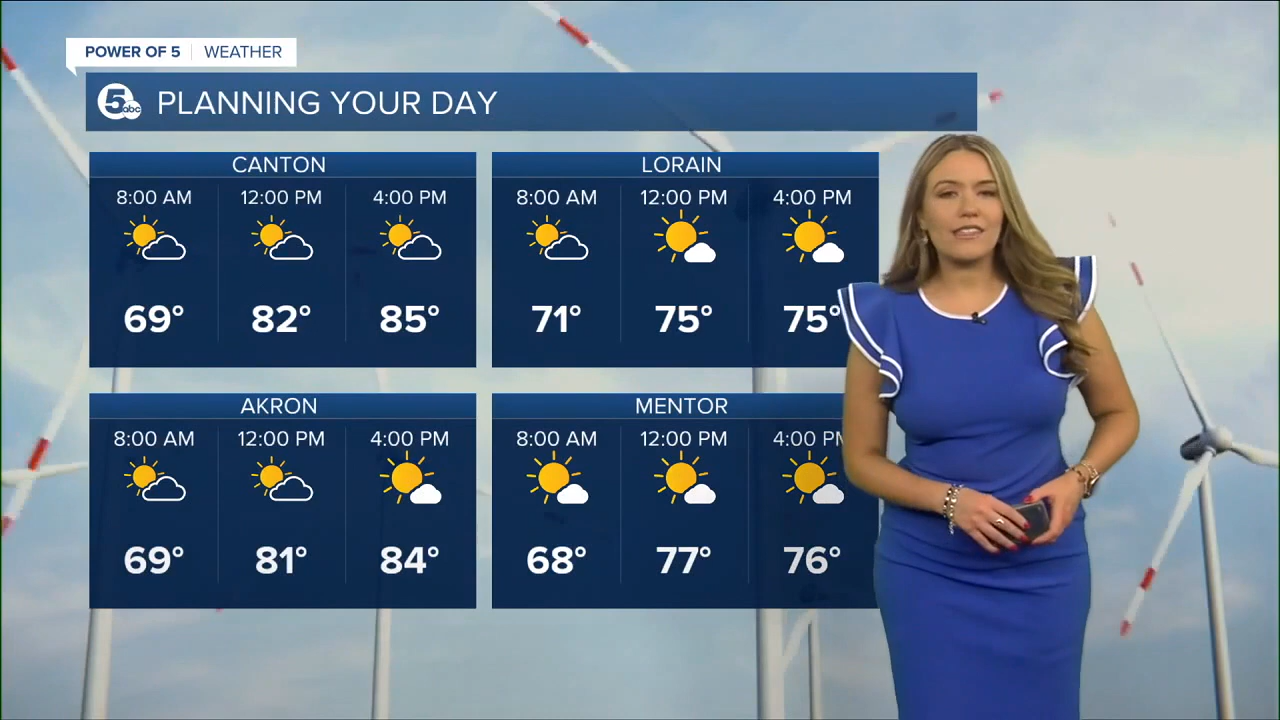 POWER OF 5 | WEATHER
5 abc PLANNING YOUR DAY
CANTON
8:00 AM 12:00 PM 4:00 PM
69° 82° 85°
LORAIN
8:00 AM 12:00 PM 4:00 PM
71° 75° 75°
AKRON
8:00 AM 12:00 PM 4:00 PM
69° 81° 84°
MENTOR
8:00 AM 12:00 PM 4:00 PM
68° 77° 76°